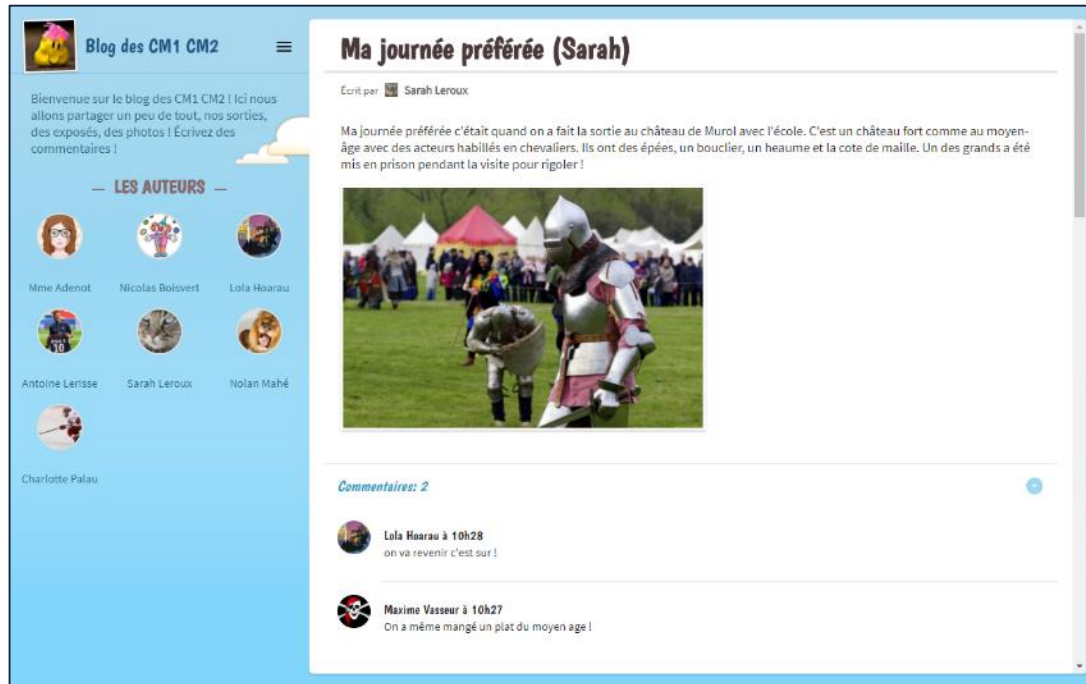 Blog des CM1 CM2
Bienvenue sur le blog des CM1 CM2 ! Ici nous
allons partager un peu de tout, nos sorties,
des exposés, des photos ! Écrivez des
commentaires !
— LES AUTEURS —
Mme Adenot
Nicolas Boisvert
Lola Hoarau
10
Antoine Lerisse
Sarah Leroux
Nolan Mahé
Charlotte Palau
Ma journée préférée (Sarah)
Écrit par Sarah Leroux
Ma journée préférée c'était quand on a fait la sortie au château de Murol avec l'école. C'est un château fort comme au moyen-
âge avec des acteurs habillés en chevaliers. Ils ont des épées, un bouclier, un heaume et la cote de maille. Un des grands a été
mis en prison pendant la visite pour rigoler !
Commentaires: 2
Lola Hoarau à 10h28
on va revenir c'est sur !
Maxime Vasseur à 10h27
On a même mangé un plat du moyen age !